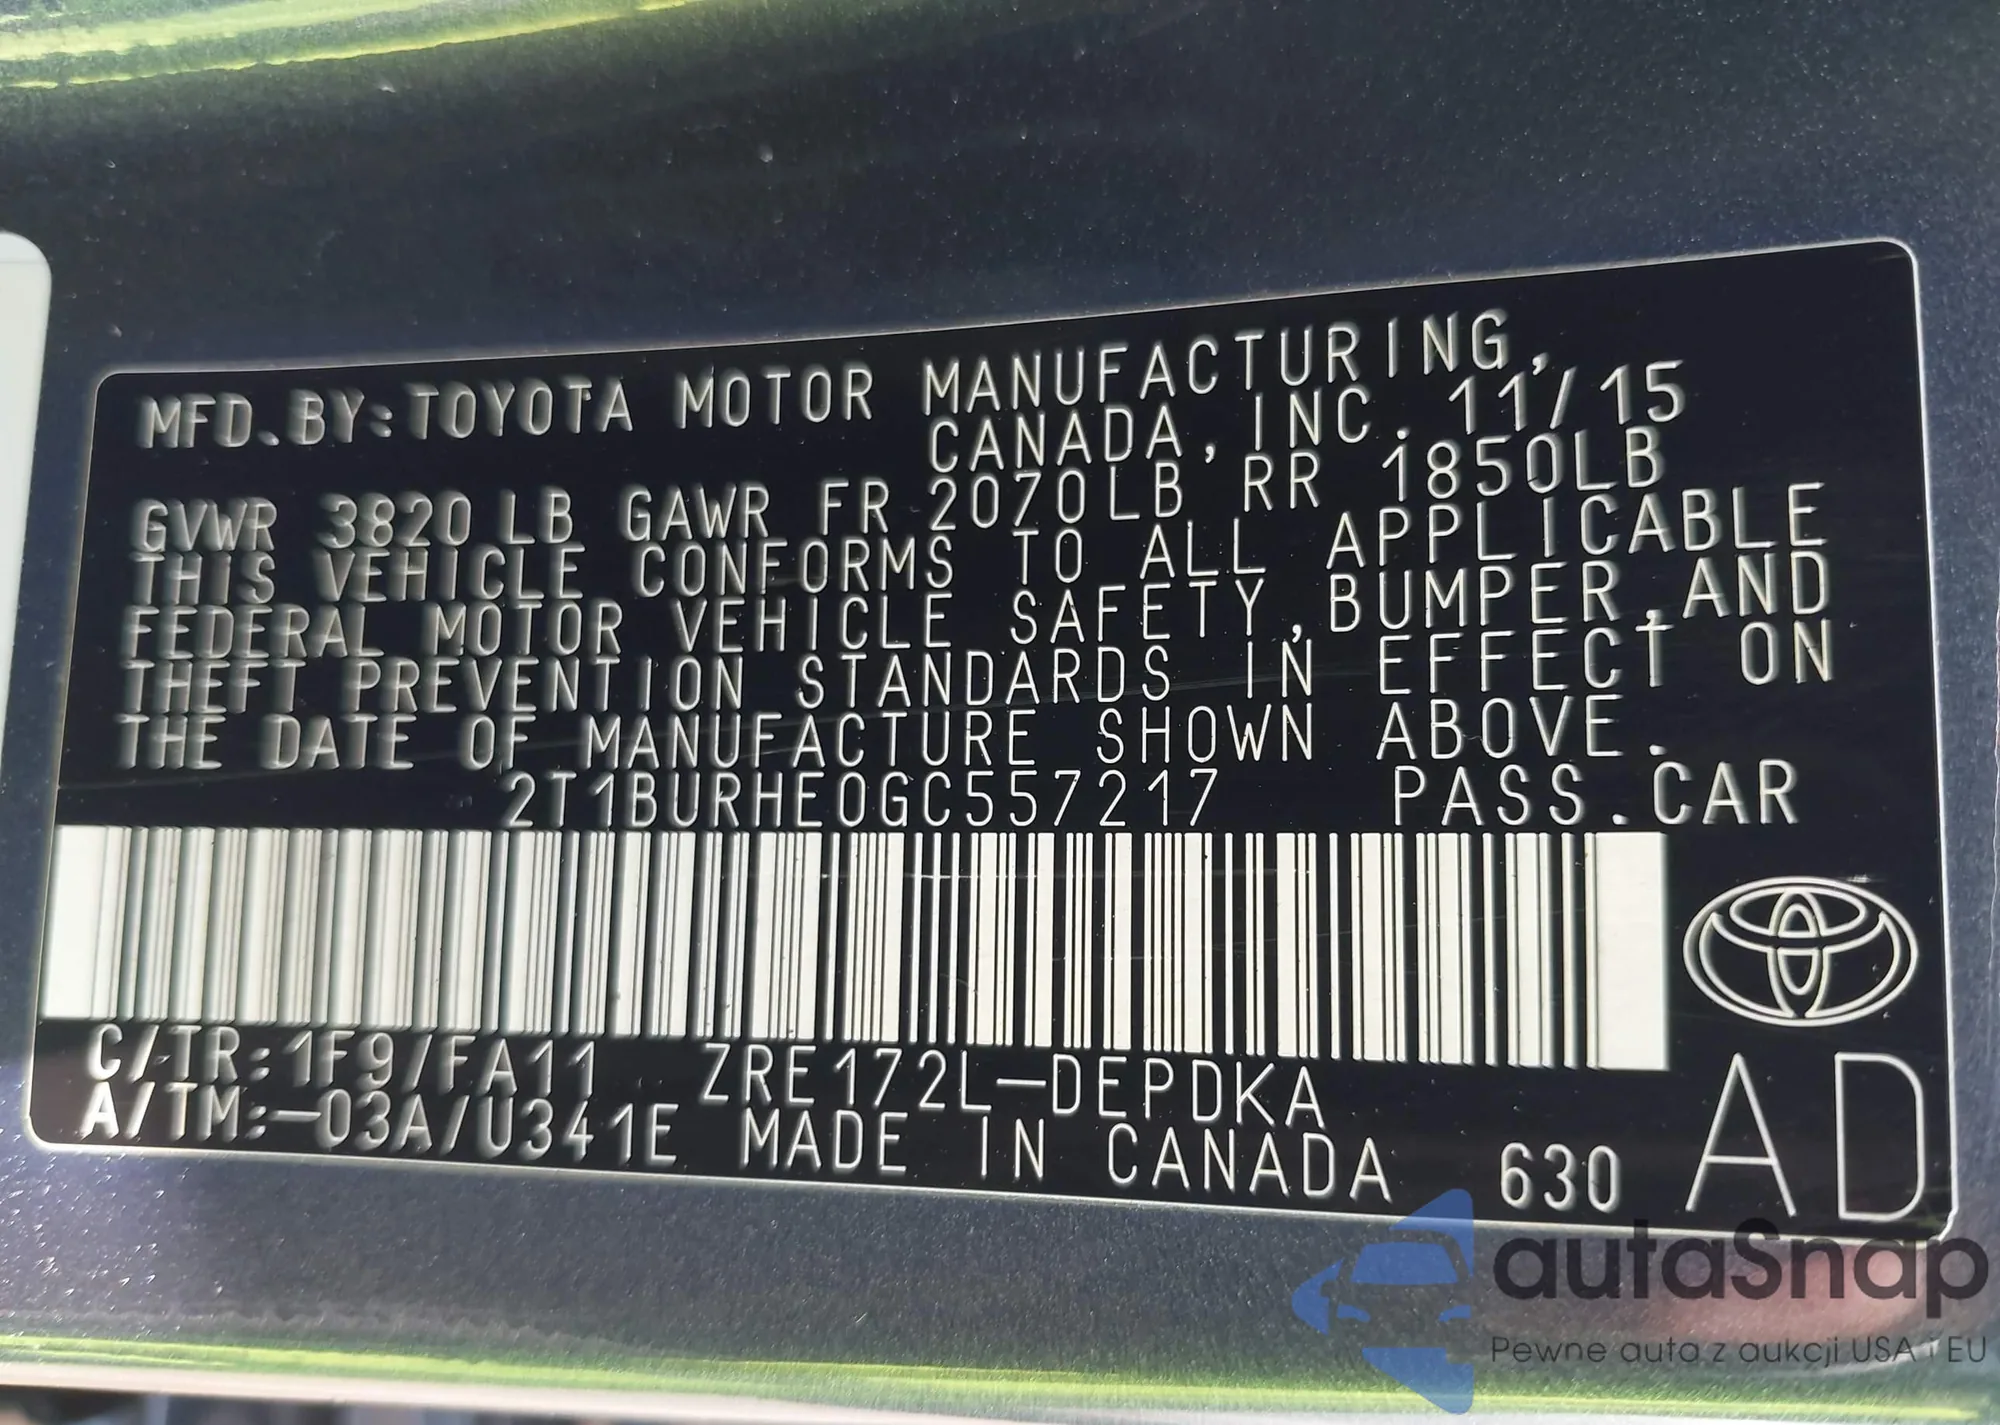 MFD.BY:TOYOTA MOTOR MANUFACTURING,
CANADA,INC. 11/15
GVWR 3820 LB GAWR FR 2070LB RR 1850LB
THIS VEHICLE CONFORMS TO ALL APPLICABLE
FEDERAL MOTOR VEHICLE SAFETY,BUMPER,AND
THEFT PREVENTION STANDARDS IN EFFECT ON
THE DATE OF MANUFACTURE SHOWN ABOVE.
2T1BURHE0GC557217 PASS.CAR
C/TR:1F9/FA11 ZRE172L-DEPDKA
A/TM:-03A/U341E MADE IN CANADA 630 AD
autaSnap
Pewne auta z aukcji USA i EU